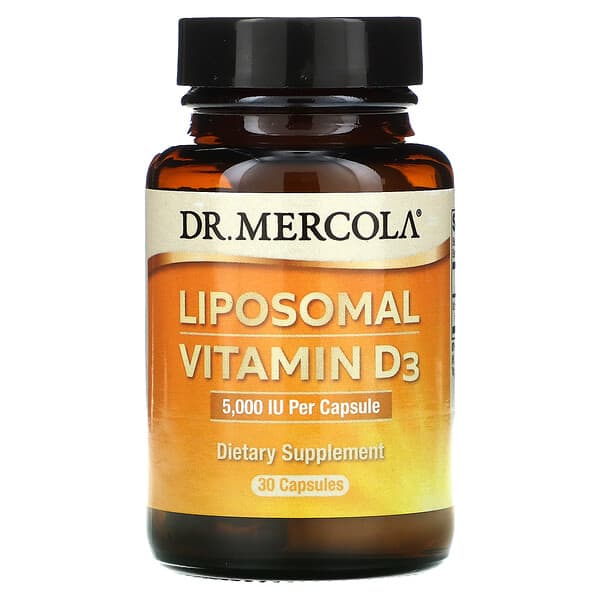 DR. MERCOLA®
LIPOSOMAL
VITAMIN D3
5,000 IU Per Capsule
Dietary Supplement
30 Capsules